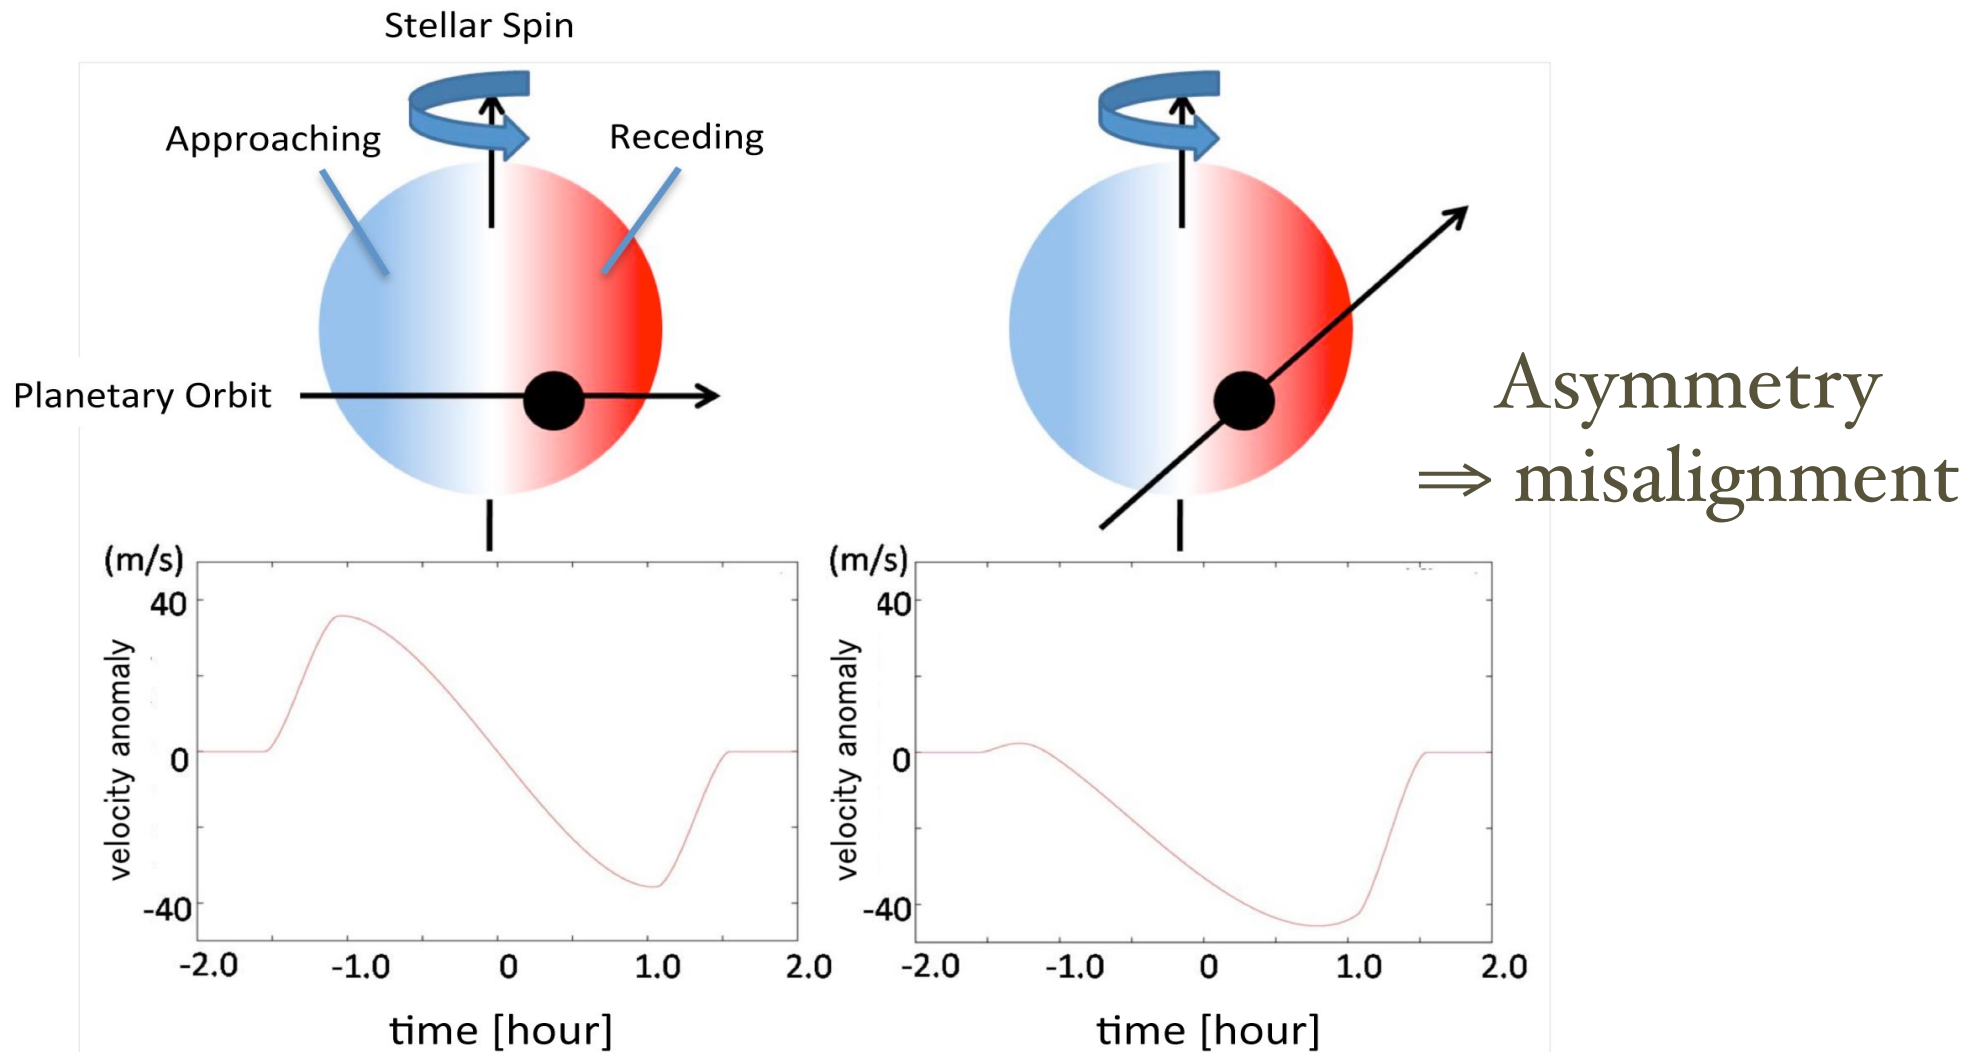 Stellar Spin
Approaching
Receding
Planetary Orbit
Asymmetry
⇒ misalignment
(m/s)
40
0
-40
velocity anomaly
-2.0 -1.0 0 1.0 2.0
time [hour]
(m/s)
40
0
-40
velocity anomaly
-2.0 -1.0 0 1.0 2.0
time [hour]